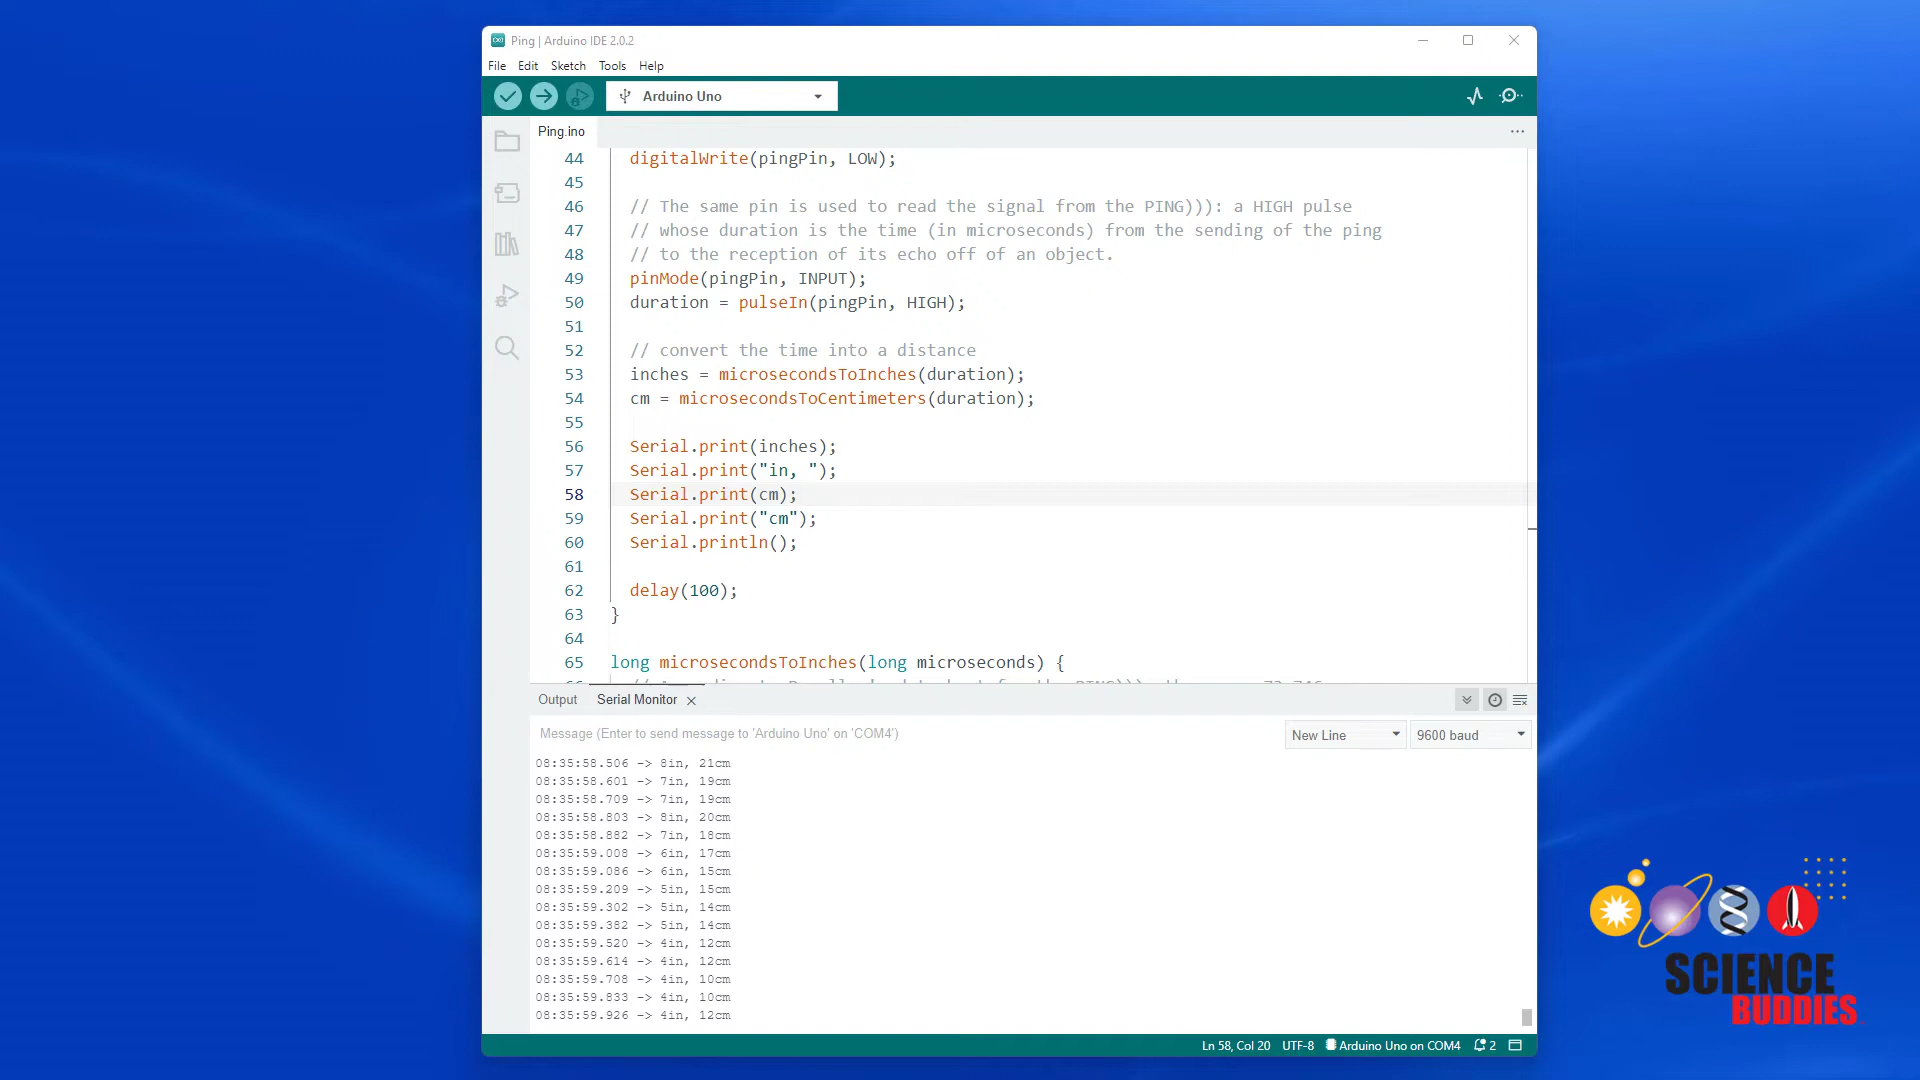 Ping | Arduino IDE 2.0.2
File Edit Sketch Tools Help
Arduino Uno
Ping.ino
44 digitalWrite(pingPin, LOW);
45
46 // The same pin is used to read the signal from the PING))): a HIGH pulse
47 // whose duration is the time (in microseconds) from the sending of the ping
48 // to the reception of its echo off of an object.
49 pinMode(pingPin, INPUT);
50 duration = pulseIn(pingPin, HIGH);
51
52 // convert the time into a distance
53 inches = microsecondsToInches(duration);
54 cm = microsecondsToCentimeters(duration);
55
56 Serial.print(inches);
57 Serial.print("in, ");
58 Serial.print(cm);
59 Serial.print("cm");
60 Serial.println();
61
62 delay(100);
63 }
64
65 long microsecondsToInches(long microseconds) {
Output Serial Monitor
Message (Enter to send message to 'Arduino Uno' on 'COM4')
New Line 9600 baud
08:35:58.506 -> 8in, 21cm
08:35:58.601 -> 7in, 19cm
08:35:58.709 -> 7in, 19cm
08:35:58.803 -> 8in, 20cm
08:35:58.882 -> 7in, 18cm
08:35:59.008 -> 6in, 17cm
08:35:59.086 -> 6in, 15cm
08:35:59.209 -> 5in, 15cm
08:35:59.302 -> 5in, 14cm
08:35:59.382 -> 5in, 14cm
08:35:59.520 -> 4in, 12cm
08:35:59.614 -> 4in, 12cm
08:35:59.708 -> 4in, 10cm
08:35:59.833 -> 4in, 10cm
08:35:59.926 -> 4in, 12cm
Ln 58, Col 20 UTF-8 Arduino Uno on COM4 2
SCIENCE
BUDDIES